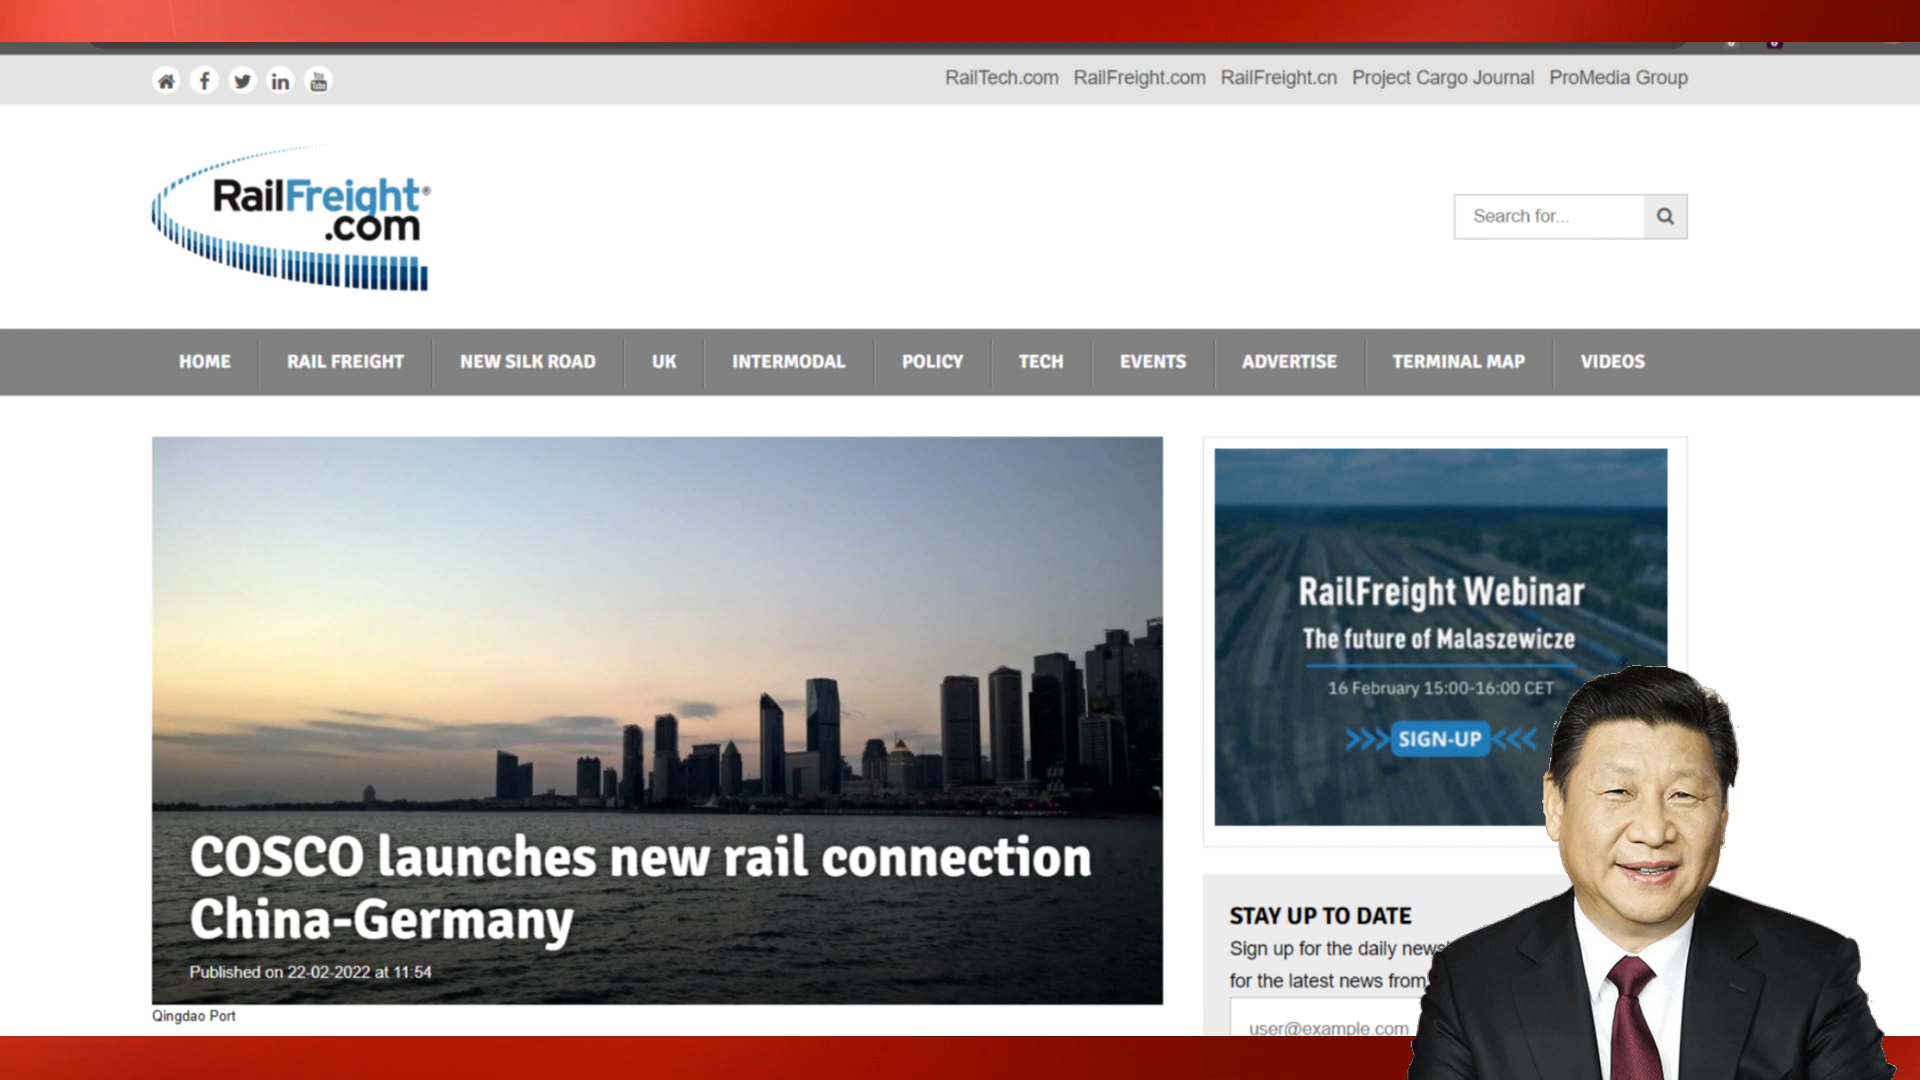 RailTech.com RailFreight.com RailFreight.cn Project Cargo Journal ProMedia Group
RailFreight®
.com
Search for...
HOME RAIL FREIGHT NEW SILK ROAD UK INTERMODAL POLICY TECH EVENTS ADVERTISE TERMINAL MAP VIDEOS
COSCO launches new rail connection
China-Germany
Published on 22-02-2022 at 11:54
Qingdao Port
RailFreight Webinar
The future of Malaszewicze
16 February 15:00-16:00 CET
>>> SIGN-UP <<<
STAY UP TO DATE
Sign up for the daily news
for the latest news from
user@example.com